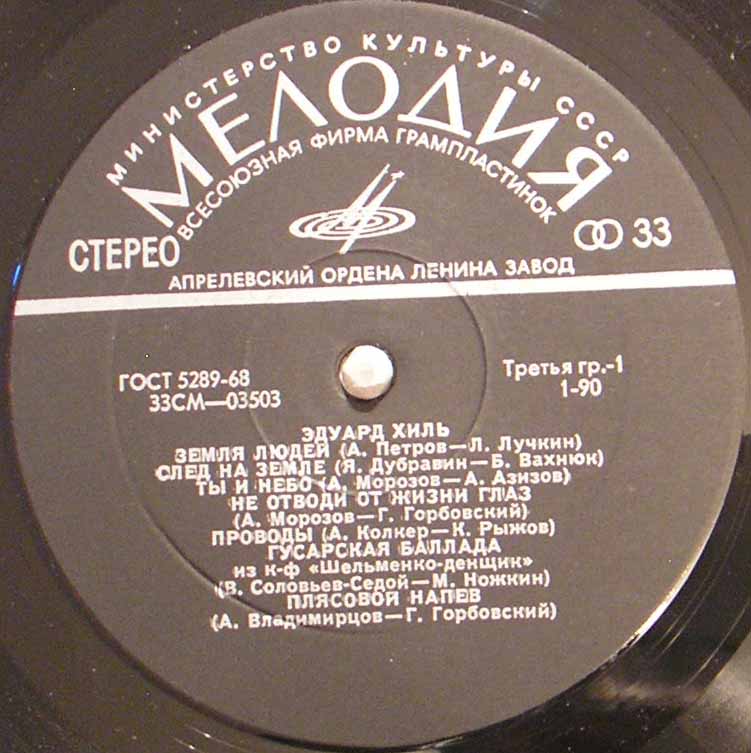 МИНИСТЕРСТВО КУЛЬТУРЫ СССР
МЕЛОДИЯ
ВСЕСОЮЗНАЯ ФИРМА ГРАМПЛАСТИНОК
СТЕРЕО
33
АПРЕЛЕВСКИЙ ОРДЕНА ЛЕНИНА ЗАВОД
ГОСТ 5289-68
33СМ—03503
Третья гр.-1
1-90
ЭДУАРД ХИЛЬ
ЗЕМЛЯ ЛЮДЕЙ (А. Петров—Л. Лучкин)
СЛЕД НА ЗЕМЛЕ (Я. Дубравин—Б. Вахнюк)
ТЫ И НЕБО (А. Морозов—А. Азизов)
НЕ ОТВОДИ ОТ ЖИЗНИ ГЛАЗ
(А. Морозов—Г. Горбовский)
ПРОВОДЫ (А. Колкер—К. Рыжов)
ГУСАРСКАЯ БАЛЛАДА
из к-ф «Шельменко-денщик»
(В. Соловьев-Седой—М. Ножкин)
ПЛЯСОВОЙ НАПЕВ
(А. Владимирцов—Г. Горбовский)